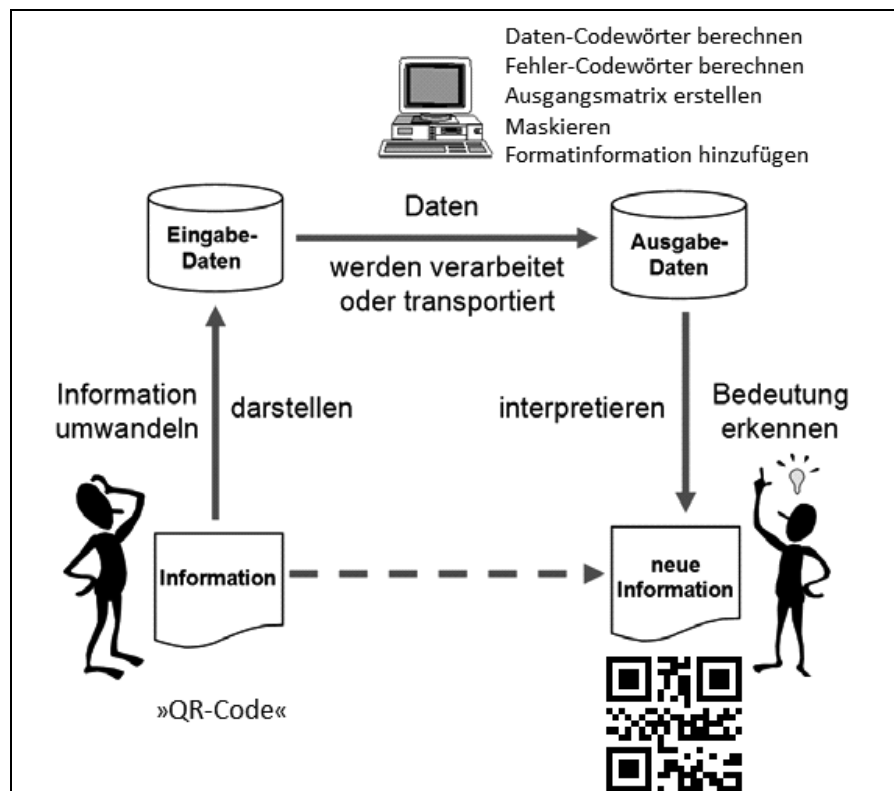 Daten-Codewörter berechnen
Fehler-Codewörter berechnen
Ausgangsmatrix erstellen
Maskieren
Formatinformation hinzufügen
Eingabe-
Daten
Daten
werden verarbeitet
oder transportiert
Ausgabe-
Daten
Information
umwandeln
darstellen
interpretieren
Bedeutung
erkennen
Information
neue
Information
»QR-Code«